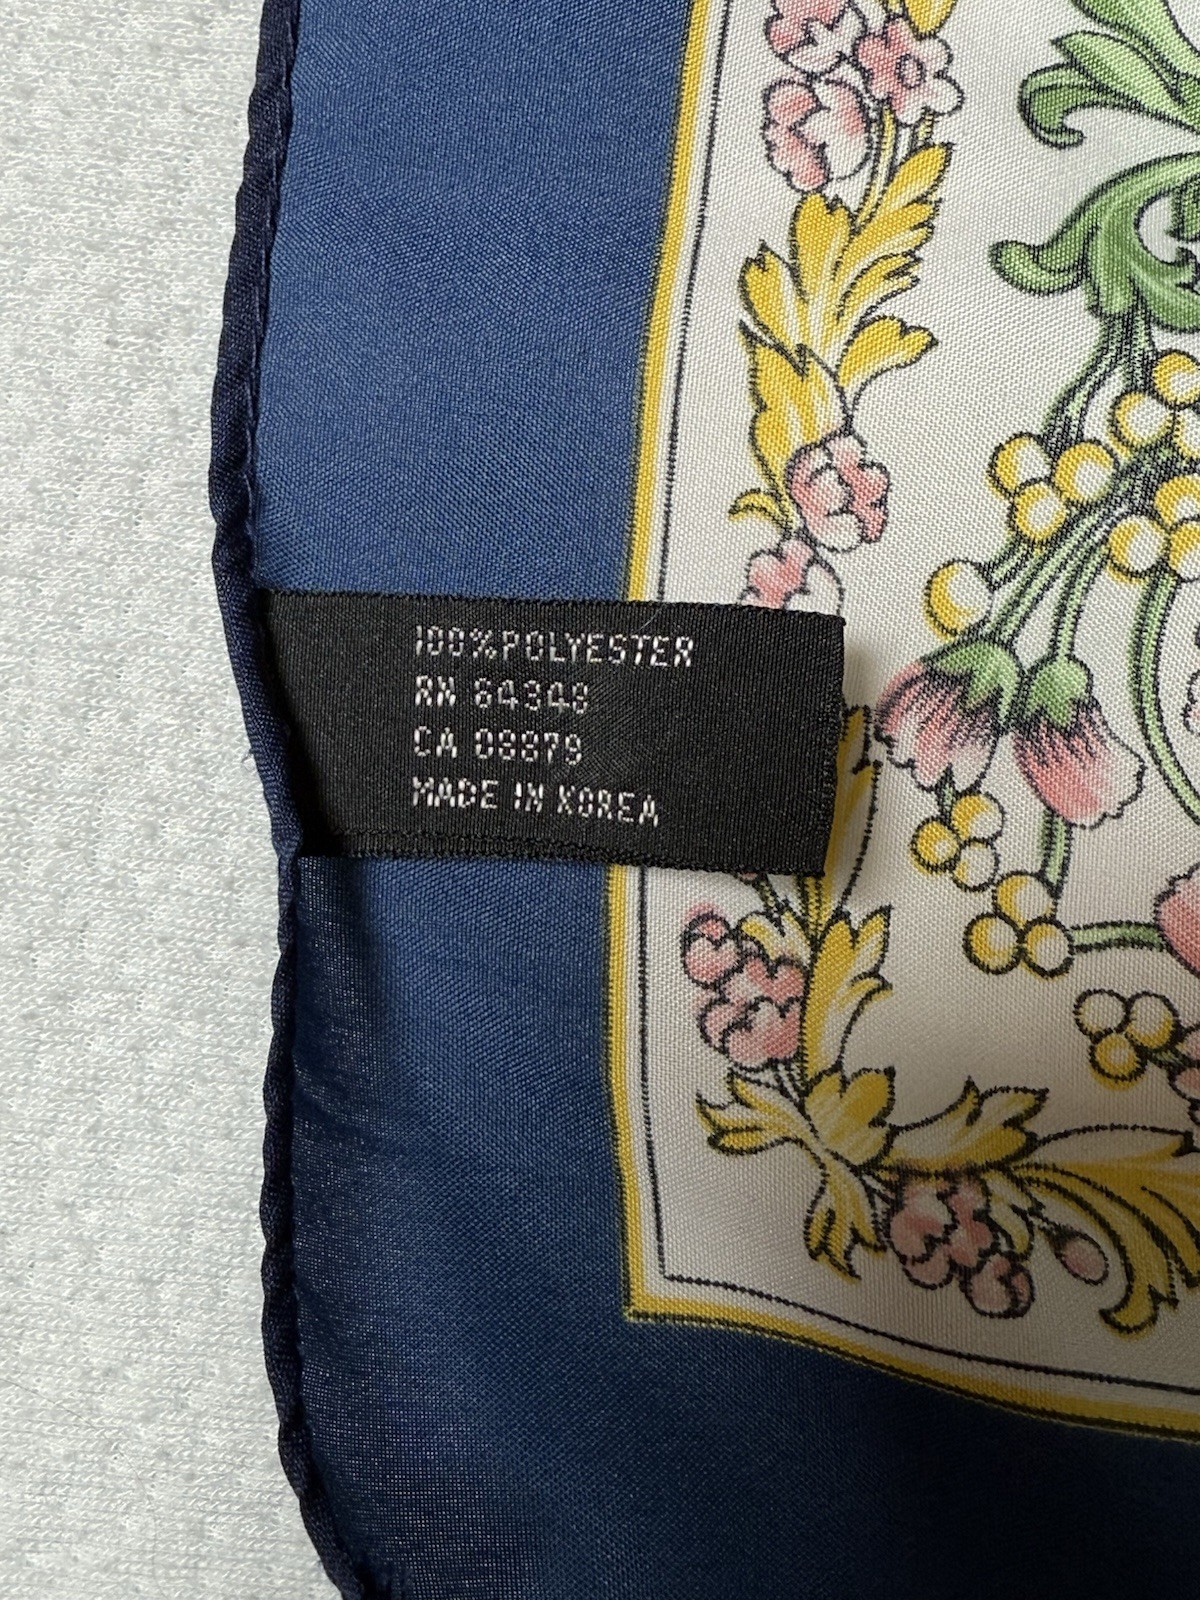 100%POLYESTER
RN 64348
CA 08879
MADE IN KOREA